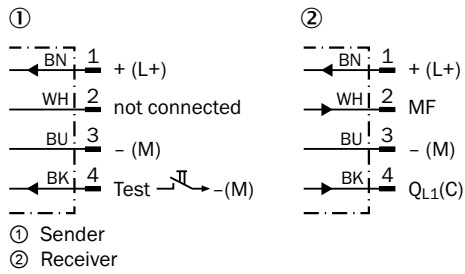 ① ②
BN 1 + (L+) BN 1 + (L+)
WH 2 not connected WH 2 MF
BU 3 – (M) BU 3 – (M)
BK 4 Test –(M) BK 4 QL1(C)
① Sender
② Receiver